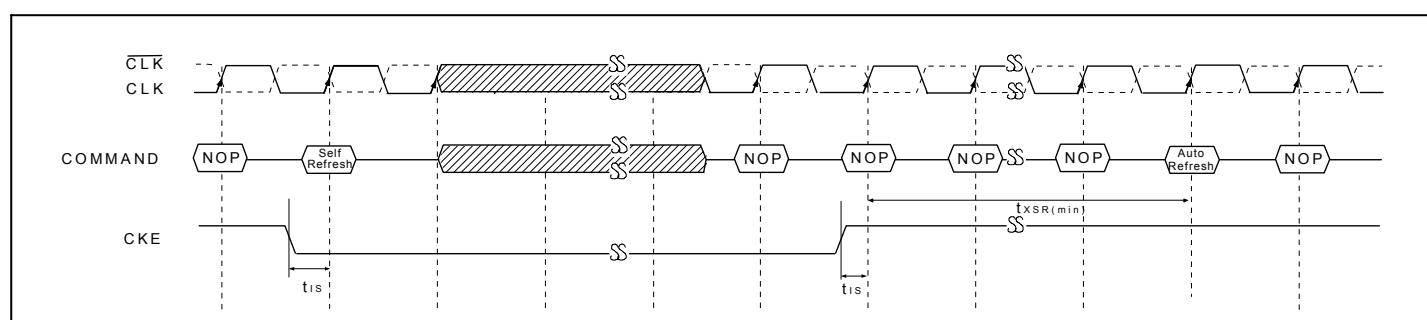 CLK
CLK
COMMAND
NOP
Self
Refresh
NOP
NOP
NOP
NOP
Auto
Refresh
NOP
tXSR(min)
CKE
tIS
tIS